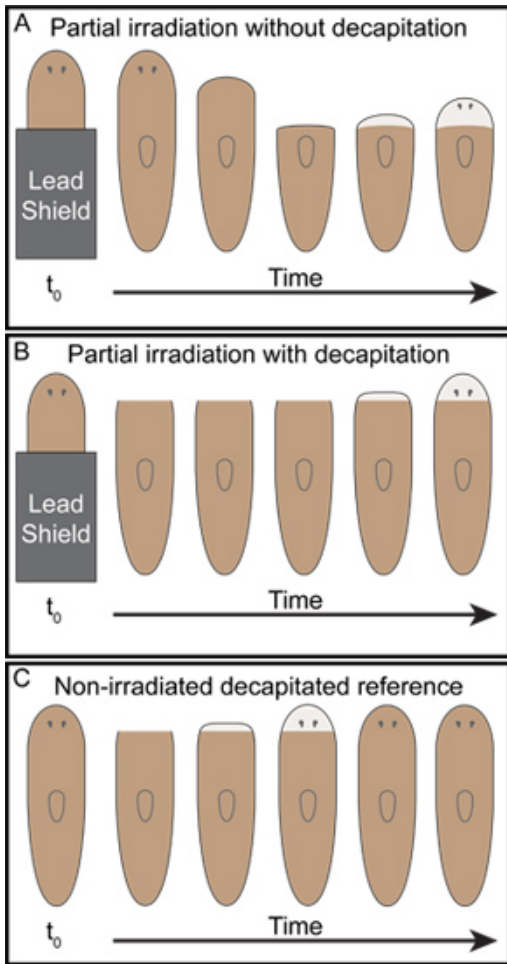 A
Partial irradiation without decapitation
Lead
Shield
t0
Time
B
Partial irradiation with decapitation
Lead
Shield
t0
Time
C
Non-irradiated decapitated reference
t0
Time